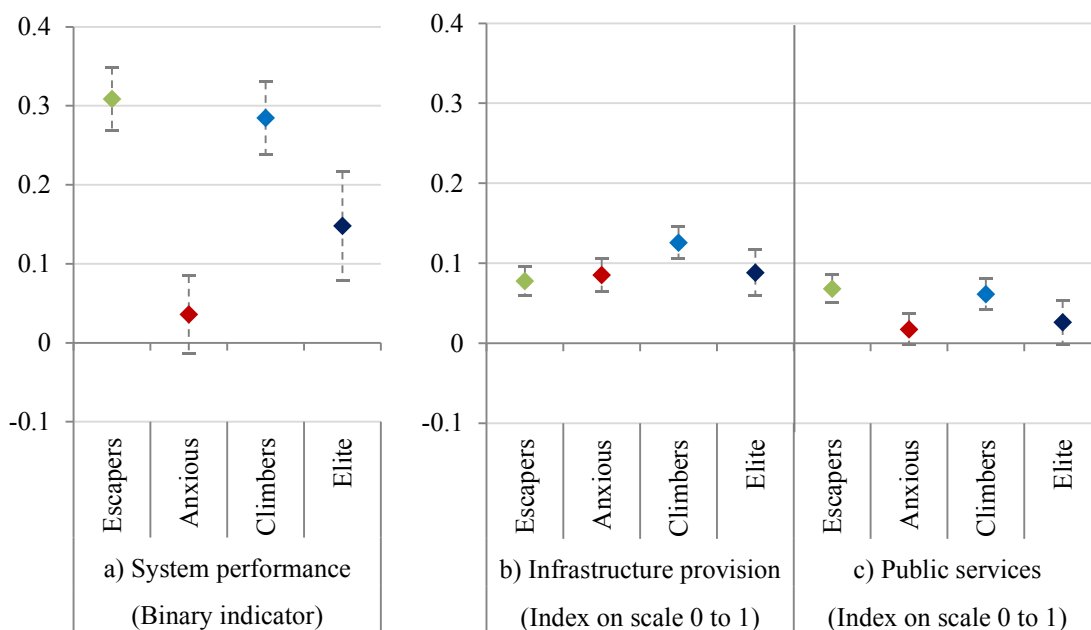 0.4
0.3
0.2
0.1
0
-0.1
Escapers
Anxious
Climbers
Elite
a) System performance
(Binary indicator)
0.4
0.3
0.2
0.1
0
-0.1
Escapers
Anxious
Climbers
Elite
Escapers
Anxious
Climbers
Elite
b) Infrastructure provision
(Index on scale 0 to 1)
c) Public services
(Index on scale 0 to 1)